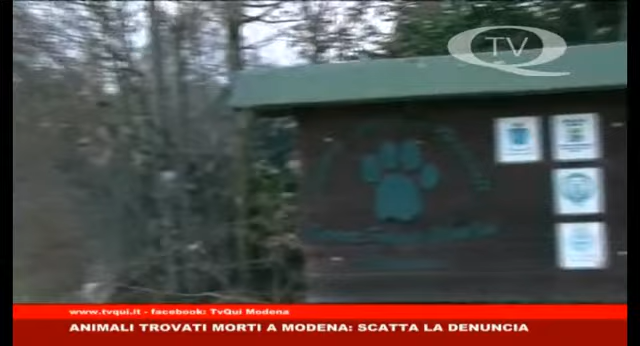 TV
www.tvqui.it - facebook: TvQui Modena
ANIMALI TROVATI MORTI A MODENA: SCATTA LA DENUNCIA